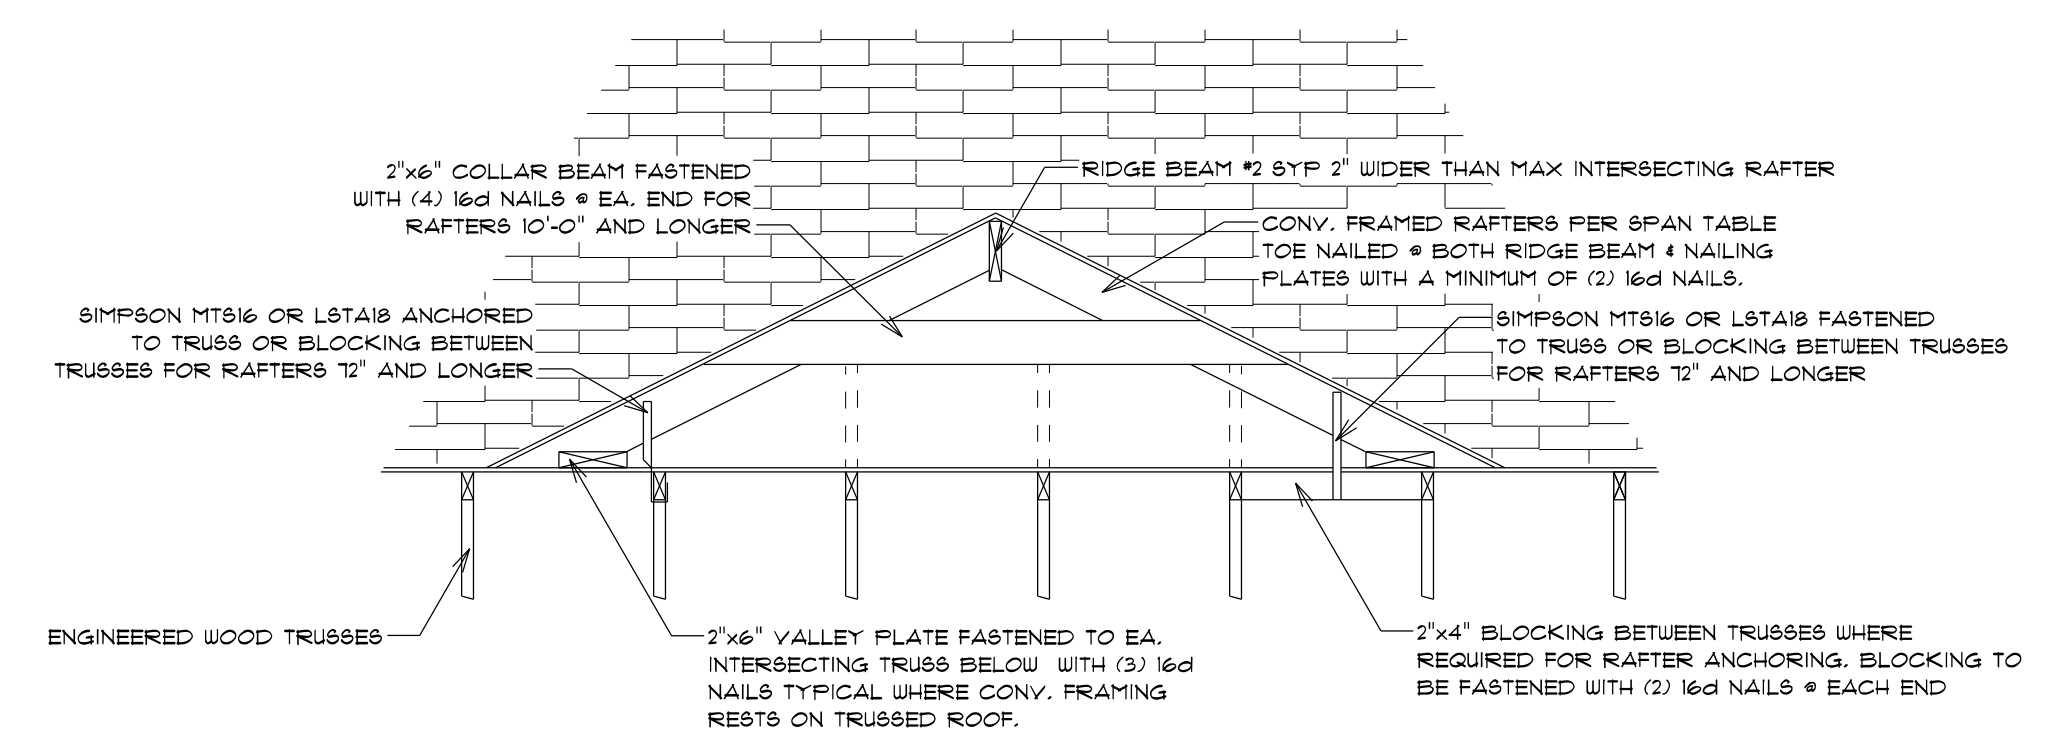 2"x6" COLLAR BEAM FASTENED
WITH (4) 16d NAILS @ EA. END FOR
RAFTERS 10'-0" AND LONGER
RIDGE BEAM #2 SYP 2" WIDER THAN MAX INTERSECTING RAFTER
CONV. FRAMED RAFTERS PER SPAN TABLE
TOE NAILED @ BOTH RIDGE BEAM & NAILING
PLATES WITH A MINIMUM OF (2) 16d NAILS.
SIMPSON MTS16 OR LSTA18 ANCHORED
TO TRUSS OR BLOCKING BETWEEN
TRUSSES FOR RAFTERS 72" AND LONGER
SIMPSON MTS16 OR LSTA18 FASTENED
TO TRUSS OR BLOCKING BETWEEN TRUSSES
FOR RAFTERS 72" AND LONGER
ENGINEERED WOOD TRUSSES
2"x6" VALLEY PLATE FASTENED TO EA.
INTERSECTING TRUSS BELOW WITH (3) 16d
NAILS TYPICAL WHERE CONV. FRAMING
RESTS ON TRUSSED ROOF.
2"x4" BLOCKING BETWEEN TRUSSES WHERE
REQUIRED FOR RAFTER ANCHORING. BLOCKING TO
BE FASTENED WITH (2) 16d NAILS @ EACH END